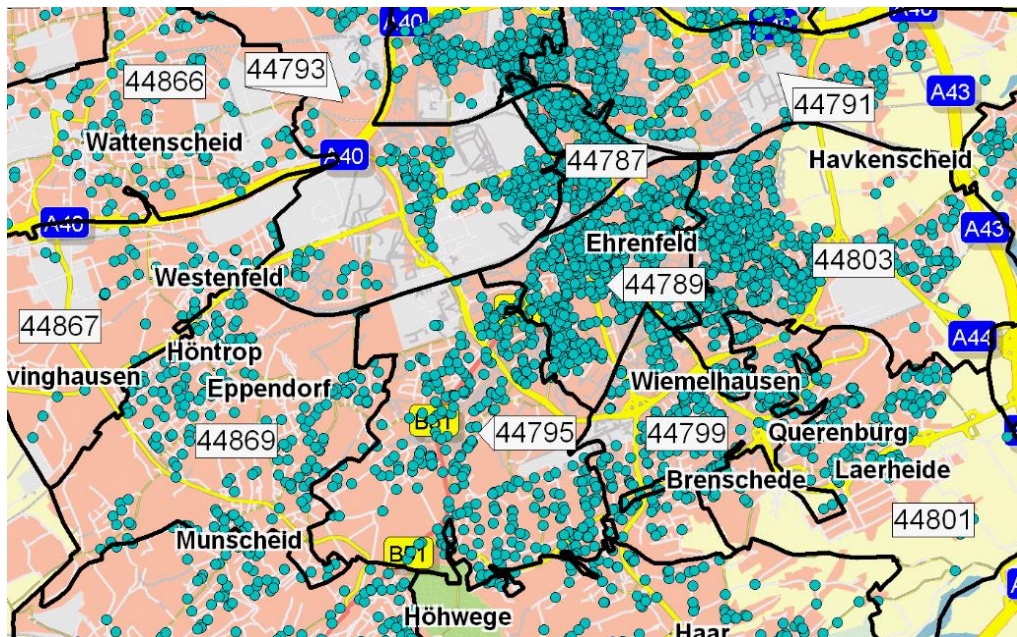 A40
A40
44793
44866
A43
44791
Wattenscheid
A40
44787
Havkenscheid
A40
A43
Ehrenfeld
44803
Westenfeld
44789
44867
A44
Höntrop
vinghausen
Eppendorf
Wiemelhausen
B51
44869
44795
44799
Querenburg
Brenschede
Laerheide
44801
Munscheid
B51
Höhwege
Haar